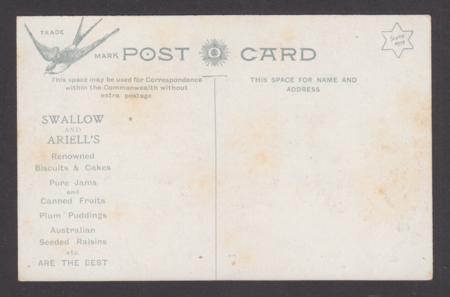 TRADE MARK POST CARD
This space may be used for Correspondence
within the Commonwealth without
extra postage
THIS SPACE FOR NAME AND
ADDRESS
Stamp
Here
SWALLOW
AND
ARIELL'S
Renowned
Biscuits & Cakes
Pure Jams
and
Canned Fruits
Plum Puddings
Australian
Seeded Raisins
etc.
ARE THE BEST